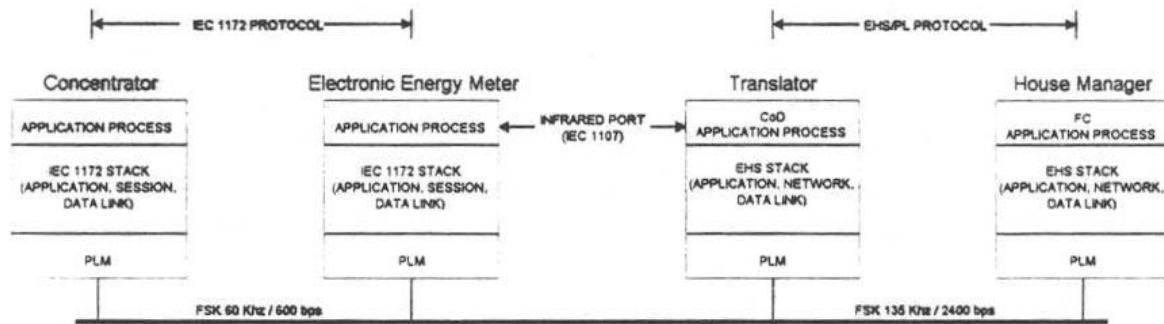 IEC 1172 PROTOCOL
EHS/PL PROTOCOL
Concentrator
Electronic Energy Meter
Translator
House Manager
APPLICATION PROCESS
APPLICATION PROCESS
INFRARED PORT
(IEC 1107)
CoD
APPLICATION PROCESS
FC
APPLICATION PROCESS
IEC 1172 STACK
(APPLICATION, SESSION,
DATA LINK)
IEC 1172 STACK
(APPLICATION, SESSION,
DATA LINK)
EHS STACK
(APPLICATION, NETWORK,
DATA LINK)
EHS STACK
(APPLICATION, NETWORK,
DATA LINK)
PLM
PLM
PLM
PLM
FSK 60 Khz / 600 bps
FSK 135 Khz / 2400 bps